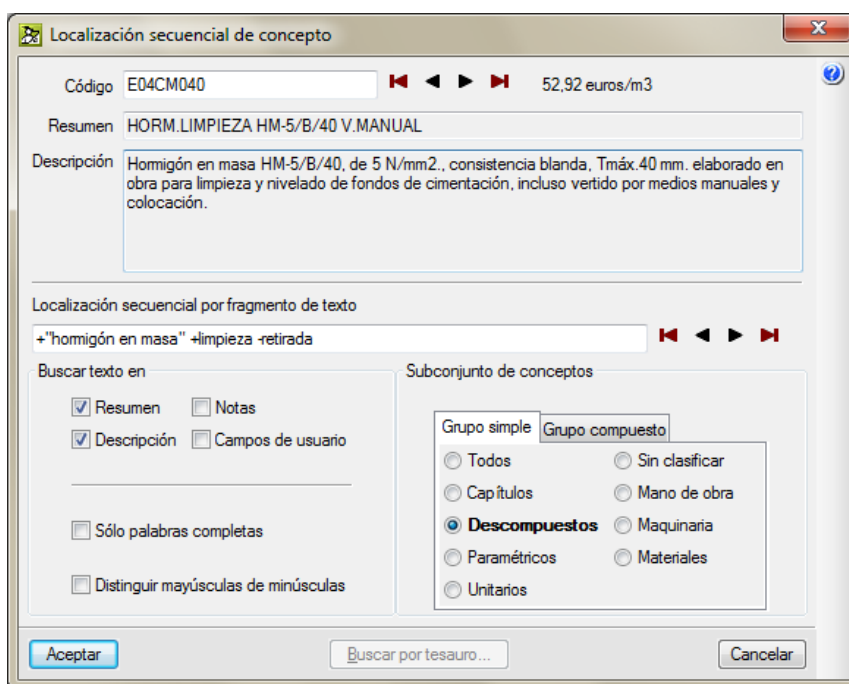 Localización secuencial de concepto
Código E04CM040 52,92 euros/m3
Resumen HORM.LIMPIEZA HM-5/B/40 V.MANUAL
Descripción Hormigón en masa HM-5/B/40, de 5 N/mm2., consistencia blanda, Tmáx.40 mm. elaborado en
obra para limpieza y nivelado de fondos de cimentación, incluso vertido por medios manuales y
colocación.
Localización secuencial por fragmento de texto
+"hormigón en masa" +limpieza -retirada
Buscar texto en
Resumen Notas
Descripción Campos de usuario
Sólo palabras completas
Distinguir mayúsculas de minúsculas
Subconjunto de conceptos
Grupo simple Grupo compuesto
Todos Sin clasificar
Capítulos Mano de obra
Descompuestos Maquinaria
Paramétricos Materiales
Unitarios
Aceptar Buscar por tesauro... Cancelar